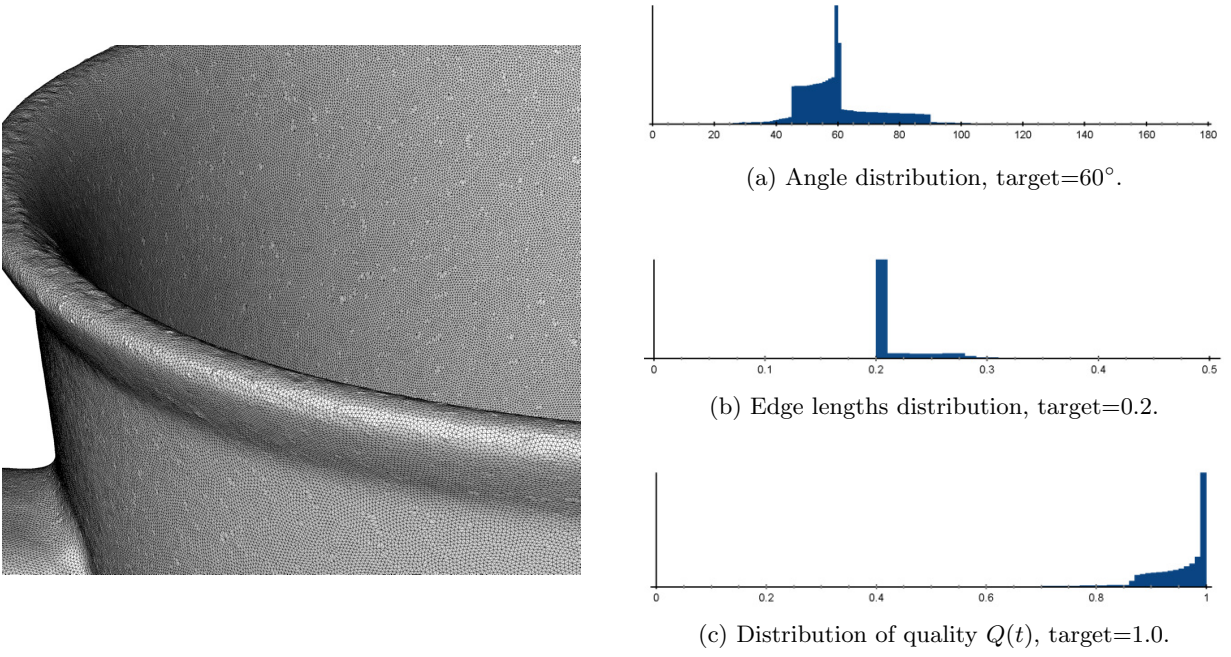 0 20 40 60 80 100 120 140 160 180
(a) Angle distribution, target=60°.
0 0.1 0.2 0.3 0.4 0.5
(b) Edge lengths distribution, target=0.2.
0 0.2 0.4 0.6 0.8 1
(c) Distribution of quality Q(t), target=1.0.